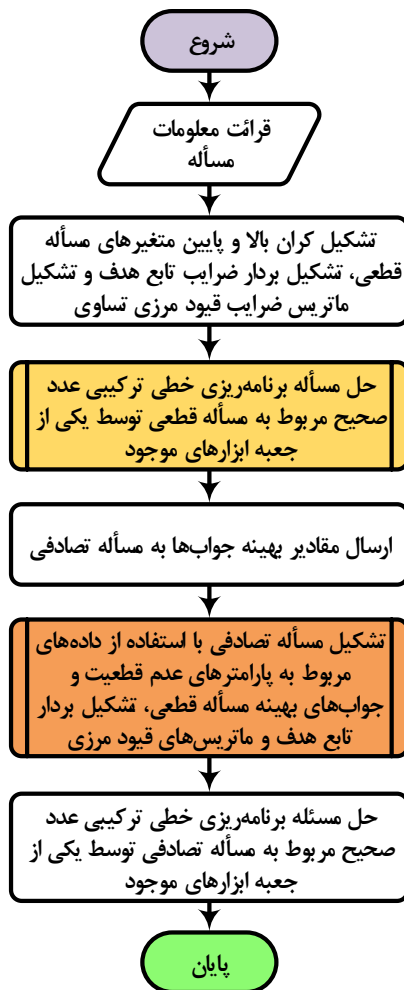 شروع
قرائت معلومات
مسأله
تشکیل کران بالا و پایین متغیرهای مسأله
قطعی، تشکیل بردار ضرایب تابع هدف و تشکیل
ماتریس ضرایب قیود مرزی تساوی
حل مسأله برنامه‌ریزی خطی ترکیبی عدد
صحیح مربوط به مسأله قطعی توسط یکی از
جعبه ابزارهای موجود
ارسال مقادیر بهینه جواب‌ها به مسأله تصادفی
تشکیل مسأله تصادفی با استفاده از داده‌های
مربوط به پارامترهای عدم قطعیت و
جواب‌های بهینه مسأله قطعی، تشکیل بردار
تابع هدف و ماتریس‌های قیود مرزی
حل مسئله برنامه‌ریزی خطی ترکیبی عدد
صحیح مربوط به مسأله تصادفی توسط یکی از
جعبه ابزارهای موجود
پایان